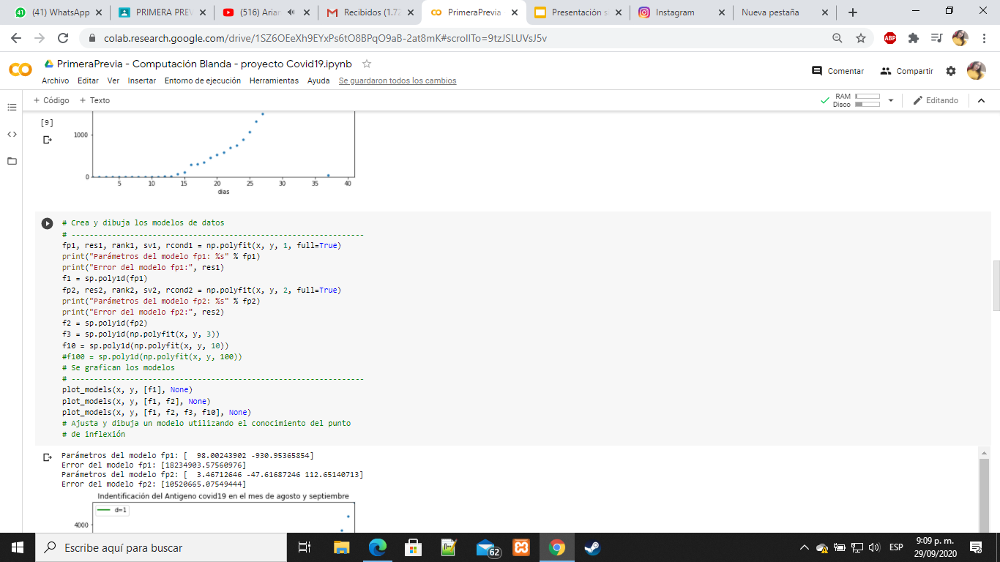 (41) WhatsApp
PRIMERA PREV
(516) Arian
Recibidos (1.72
PrimeraPrevia
Presentación s
Instagram
Nueva pestaña
colab.research.google.com/drive/1SZ6OEeXh9EYxPs6tO8BPqO9aB-2at8mK#scrollTo=9tzJSLUVsJ5v
ABP
PrimeraPrevia - Computación Blanda - proyecto Covid19.ipynb
Comentar
Compartir
Archivo Editar Ver Insertar Entorno de ejecución Herramientas Ayuda Se guardaron todos los cambios
+ Código + Texto
RAM
Disco
Editando
[9]
1000
0
5 10 15 20 25 30 35 40
dias
# Crea y dibuja los modelos de datos
# -----------------------------------------------------------------
fp1, res1, rank1, sv1, rcond1 = np.polyfit(x, y, 1, full=True)
print("Parámetros del modelo fp1: %s" % fp1)
print("Error del modelo fp1:", res1)
f1 = sp.poly1d(fp1)
fp2, res2, rank2, sv2, rcond2 = np.polyfit(x, y, 2, full=True)
print("Parámetros del modelo fp2: %s" % fp2)
print("Error del modelo fp2:", res2)
f2 = sp.poly1d(fp2)
f3 = sp.poly1d(np.polyfit(x, y, 3))
f10 = sp.poly1d(np.polyfit(x, y, 10))
#f100 = sp.poly1d(np.polyfit(x, y, 100))
# Se grafican los modelos
# -----------------------------------------------------------------
plot_models(x, y, [f1], None)
plot_models(x, y, [f1, f2], None)
plot_models(x, y, [f1, f2, f3, f10], None)
# Ajusta y dibuja un modelo utilizando el conocimiento del punto
# de inflexión
Parámetros del modelo fp1: [  98.00243902 -930.95365854]
Error del modelo fp1: [18234903.57560976]
Parámetros del modelo fp2: [  3.46712646 -47.61687246 112.65140713]
Error del modelo fp2: [10520665.07549444]
Indentificación del Antigeno covid19 en el mes de agosto y septiembre
d=1
4000
Escribe aquí para buscar
62
ESP
9:09 p. m.
29/09/2020